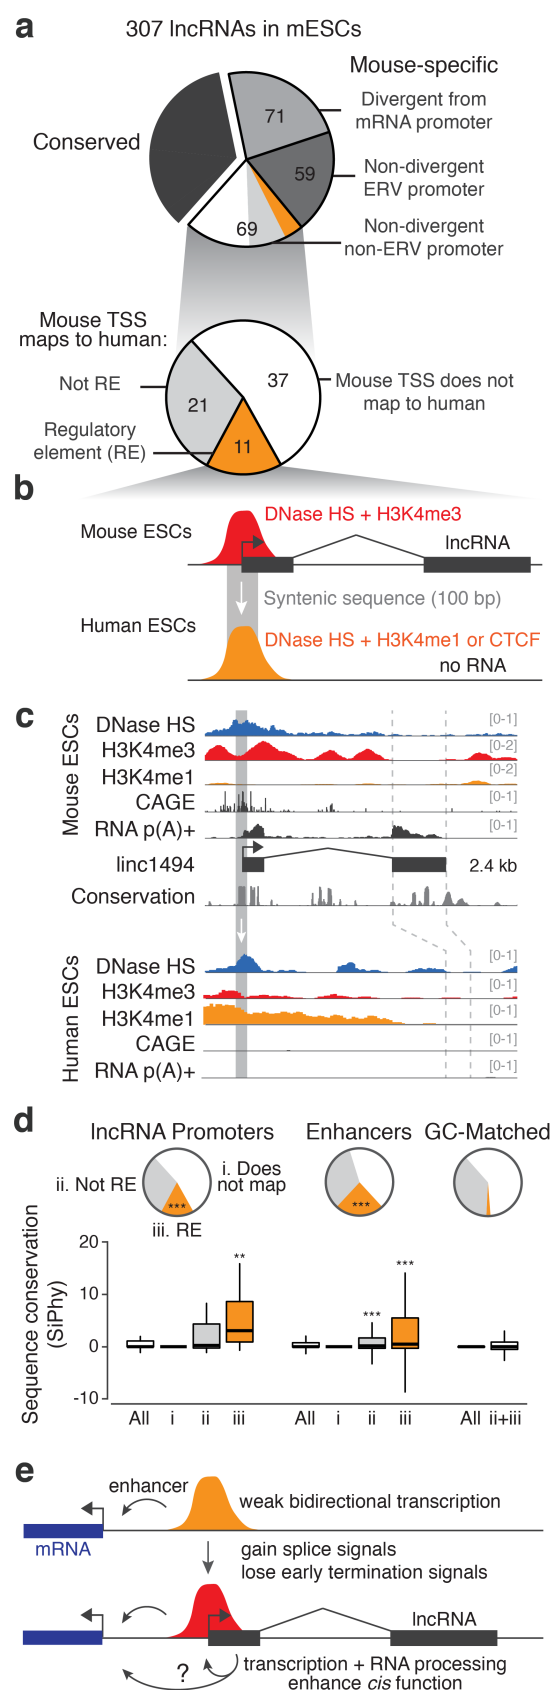 a
307 lncRNAs in mESCs
Mouse-specific
Conserved
71
Divergent from
mRNA promoter
59
Non-divergent
ERV promoter
69
Non-divergent
non-ERV promoter
Mouse TSS
maps to human:
Not RE
21
37
Mouse TSS does not
map to human
Regulatory
element (RE)
11
b
DNase HS + H3K4me3
Mouse ESCs
lncRNA
Syntenic sequence (100 bp)
Human ESCs
DNase HS + H3K4me1 or CTCF
no RNA
c
Mouse ESCs
DNase HS
[0-1]
H3K4me3
[0-2]
H3K4me1
[0-2]
CAGE
[0-1]
RNA p(A)+
[0-1]
linc1494
2.4 kb
Conservation
Human ESCs
DNase HS
[0-1]
H3K4me3
[0-1]
H3K4me1
[0-1]
CAGE
[0-1]
RNA p(A)+
[0-1]
d
lncRNA Promoters
Enhancers
GC-Matched
ii. Not RE
i. Does
not map
***
***
iii. RE
Sequence conservation
(SiPhy)
20
10
0
-10
**
***
***
All i ii iii
All i ii iii
All ii+iii
e
enhancer
weak bidirectional transcription
mRNA
gain splice signals
lose early termination signals
lncRNA
?
transcription + RNA processing
enhance cis function